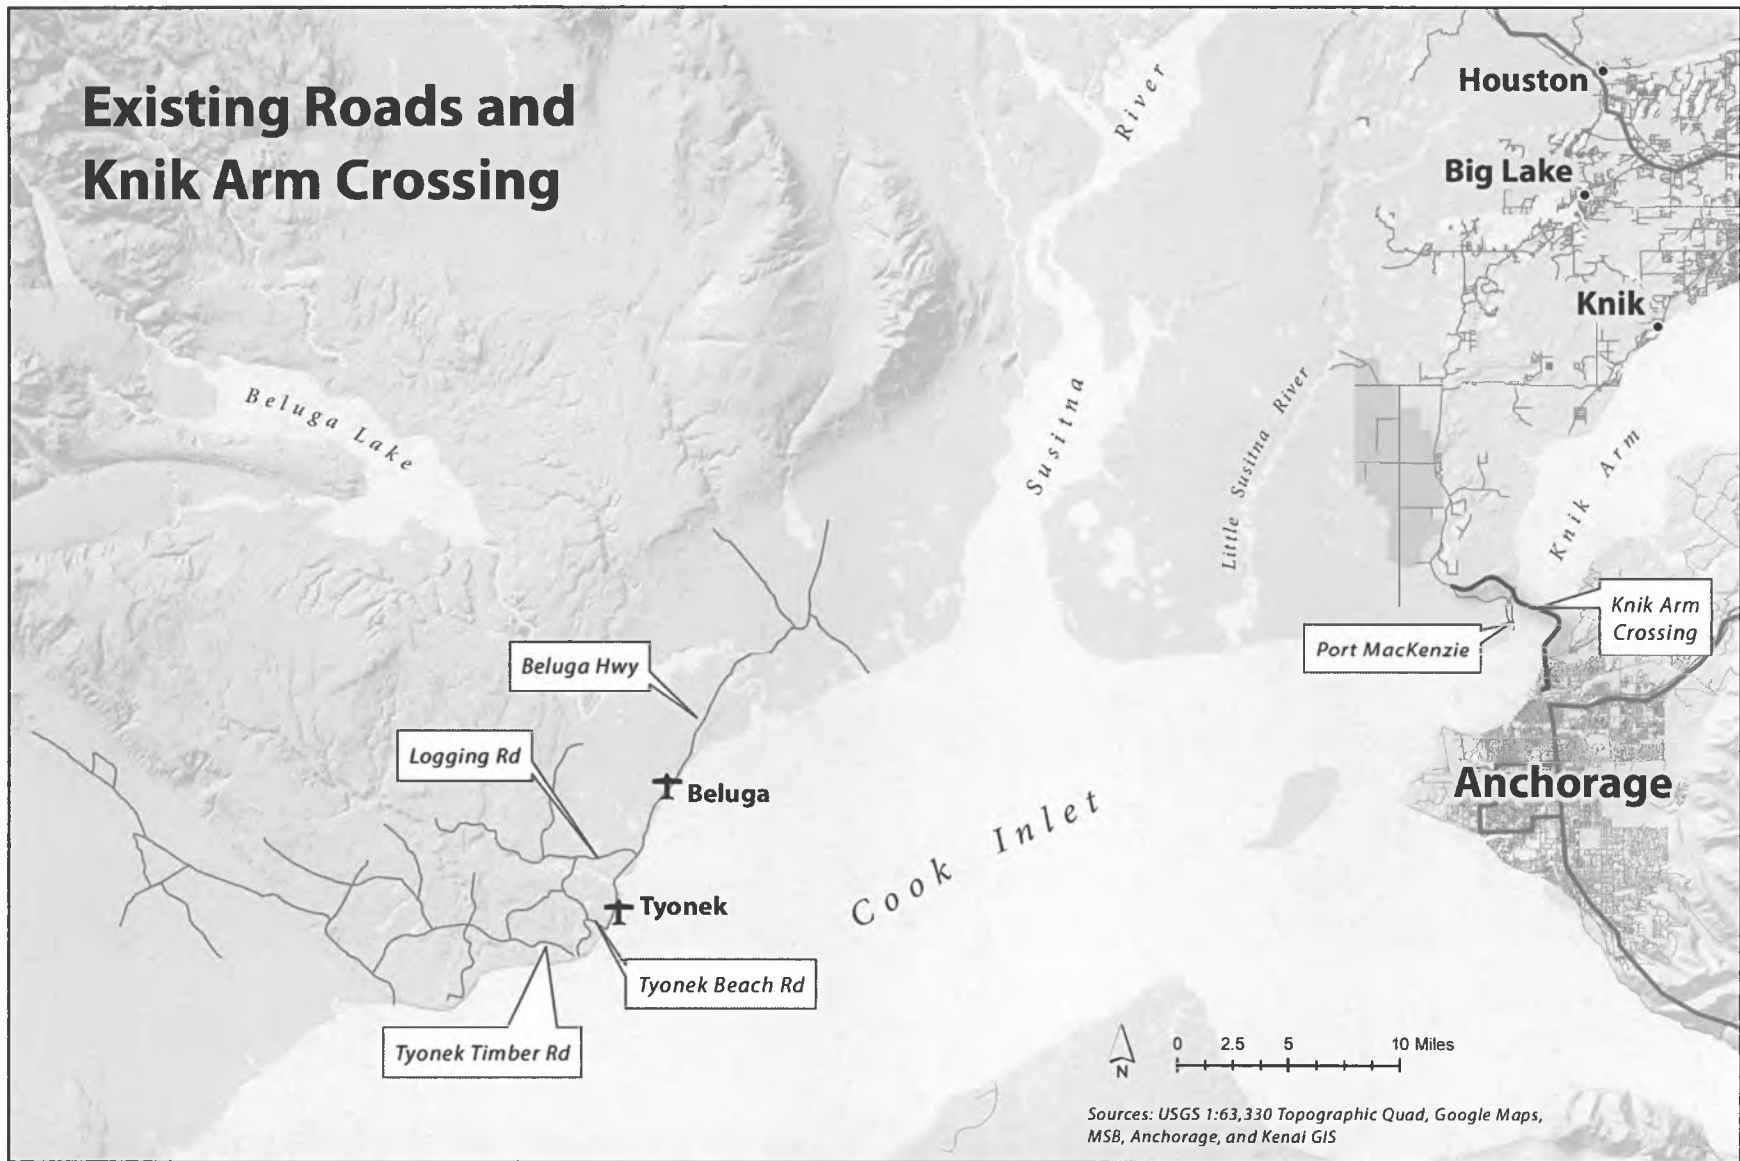 Existing Roads and
Knik Arm Crossing
River
Houston
Big Lake
Knik
Beluga Lake
Susitna
Little Susitna River
Knik Arm
Knik Arm
Crossing
Port MacKenzie
Beluga Hwy
Logging Rd
Beluga
Anchorage
Cook Inlet
Tyonek
Tyonek Beach Rd
Tyonek Timber Rd
0 2.5 5 10 Miles
N
Sources: USGS 1:63,330 Topographic Quad, Google Maps,
MSB, Anchorage, and Kenai GIS